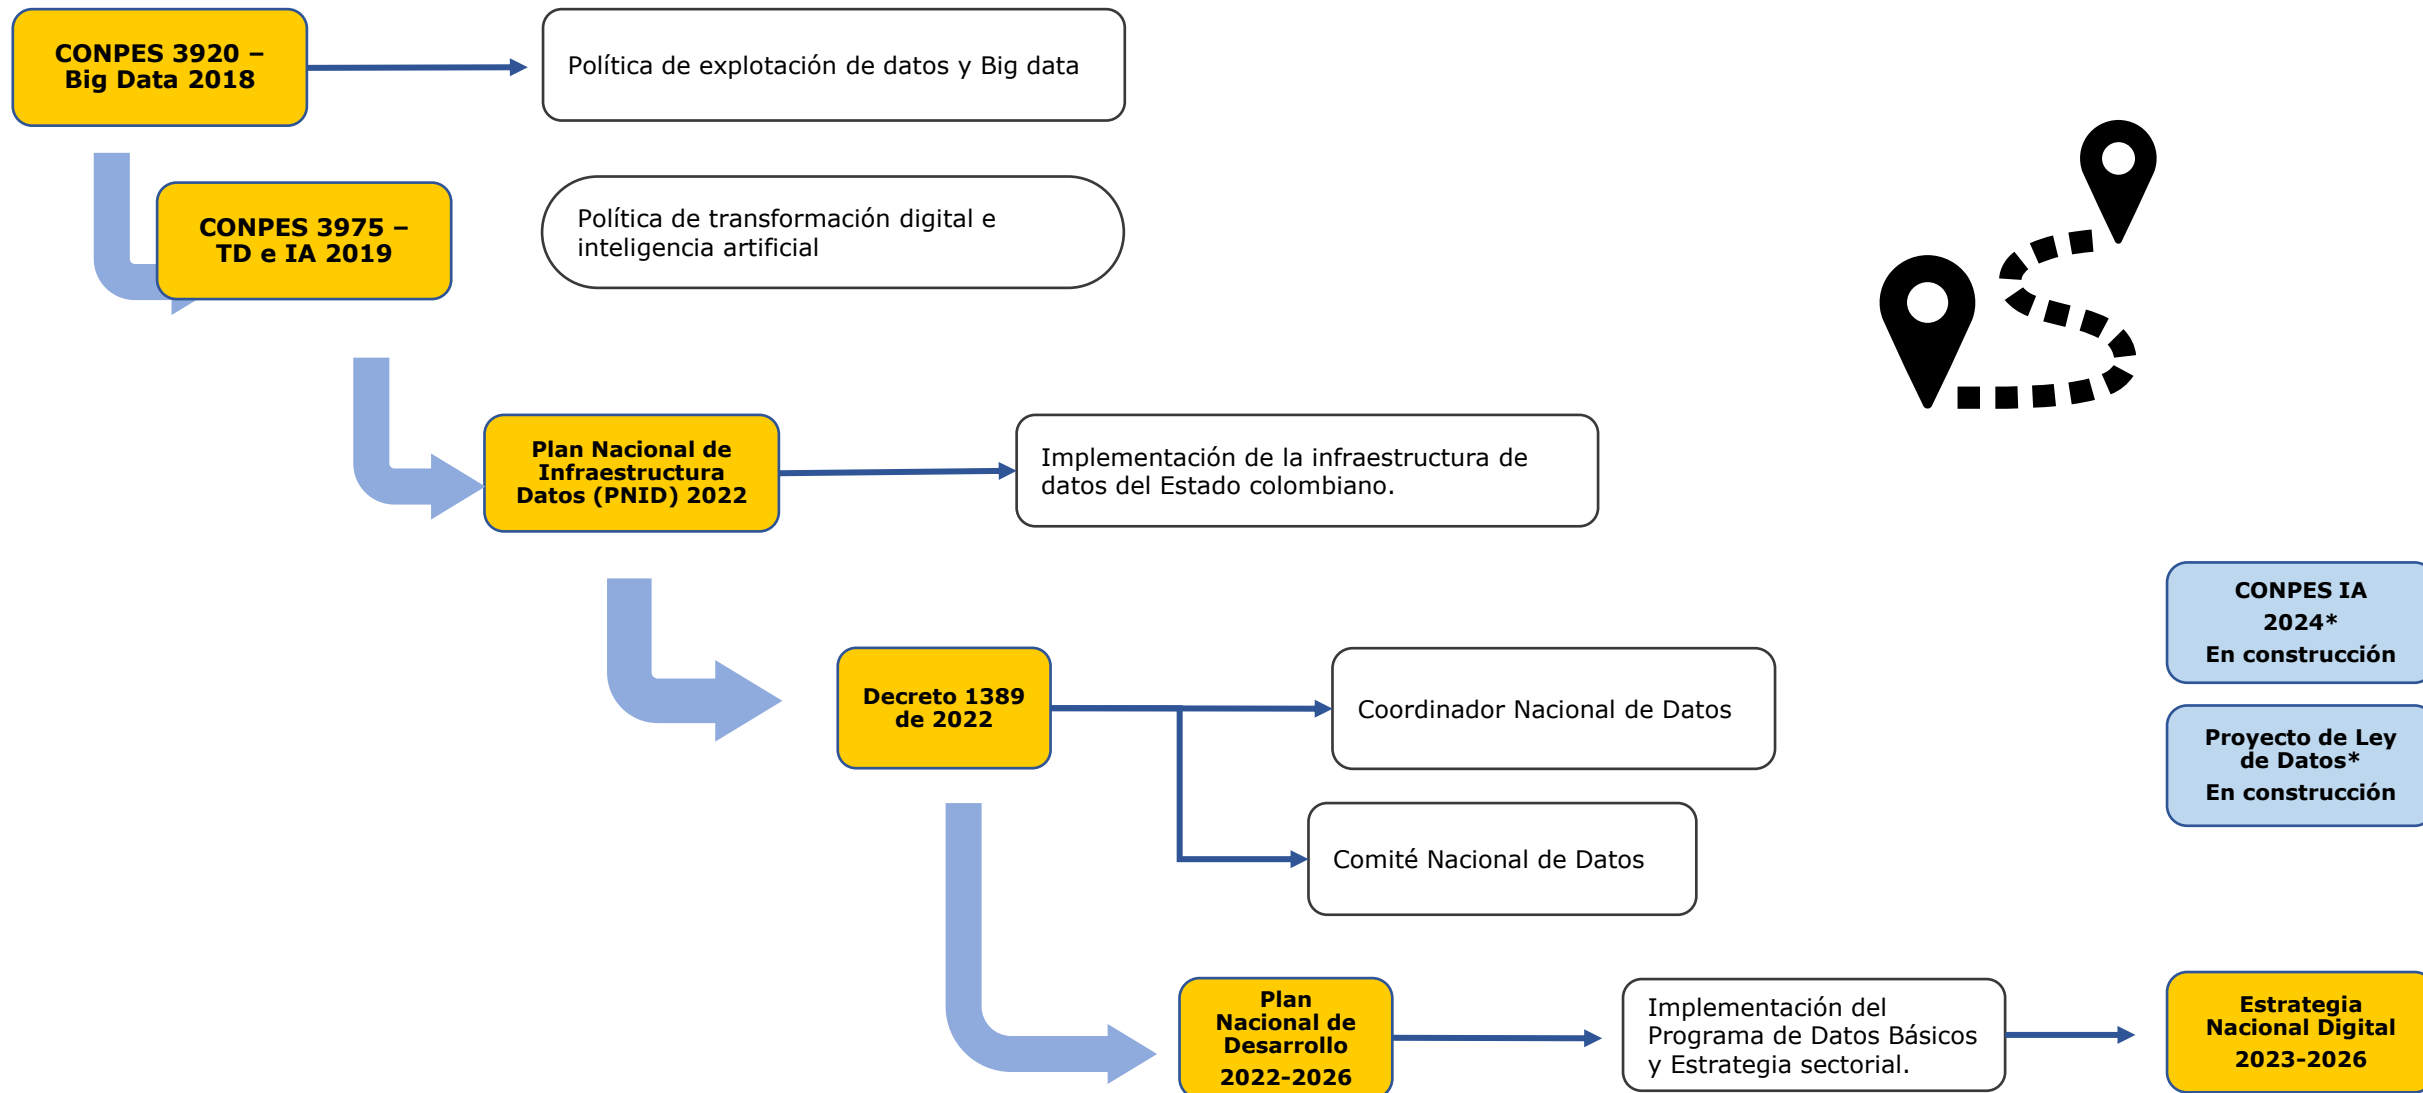 CONPES 3920 –
Big Data 2018
Política de explotación de datos y Big data
CONPES 3975 –
TD e IA 2019
Política de transformación digital e
inteligencia artificial
Plan Nacional de
Infraestructura
Datos (PNID) 2022
Implementación de la infraestructura de
datos del Estado colombiano.
CONPES IA
2024*
En construcción
Decreto 1389
de 2022
Coordinador Nacional de Datos
Proyecto de Ley
de Datos*
En construcción
Comité Nacional de Datos
Plan
Nacional de
Desarrollo
2022-2026
Implementación del
Programa de Datos Básicos
y Estrategia sectorial.
Estrategia
Nacional Digital
2023-2026